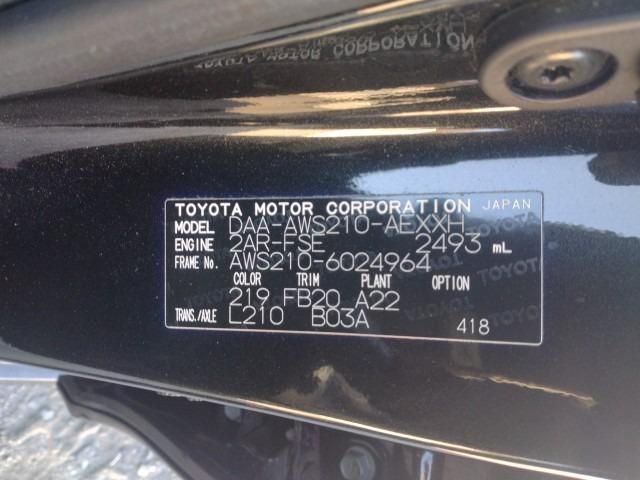 TOYOTA MOTOR CORPORATION JAPAN
MODEL DAA-AWS210-AEXXH
ENGINE 2AR-FSE 2493 mL
FRAME No. AWS210-6024964
COLOR TRIM PLANT OPTION
219 FB20 A22
TRANS./AXLE L210 B03A 418